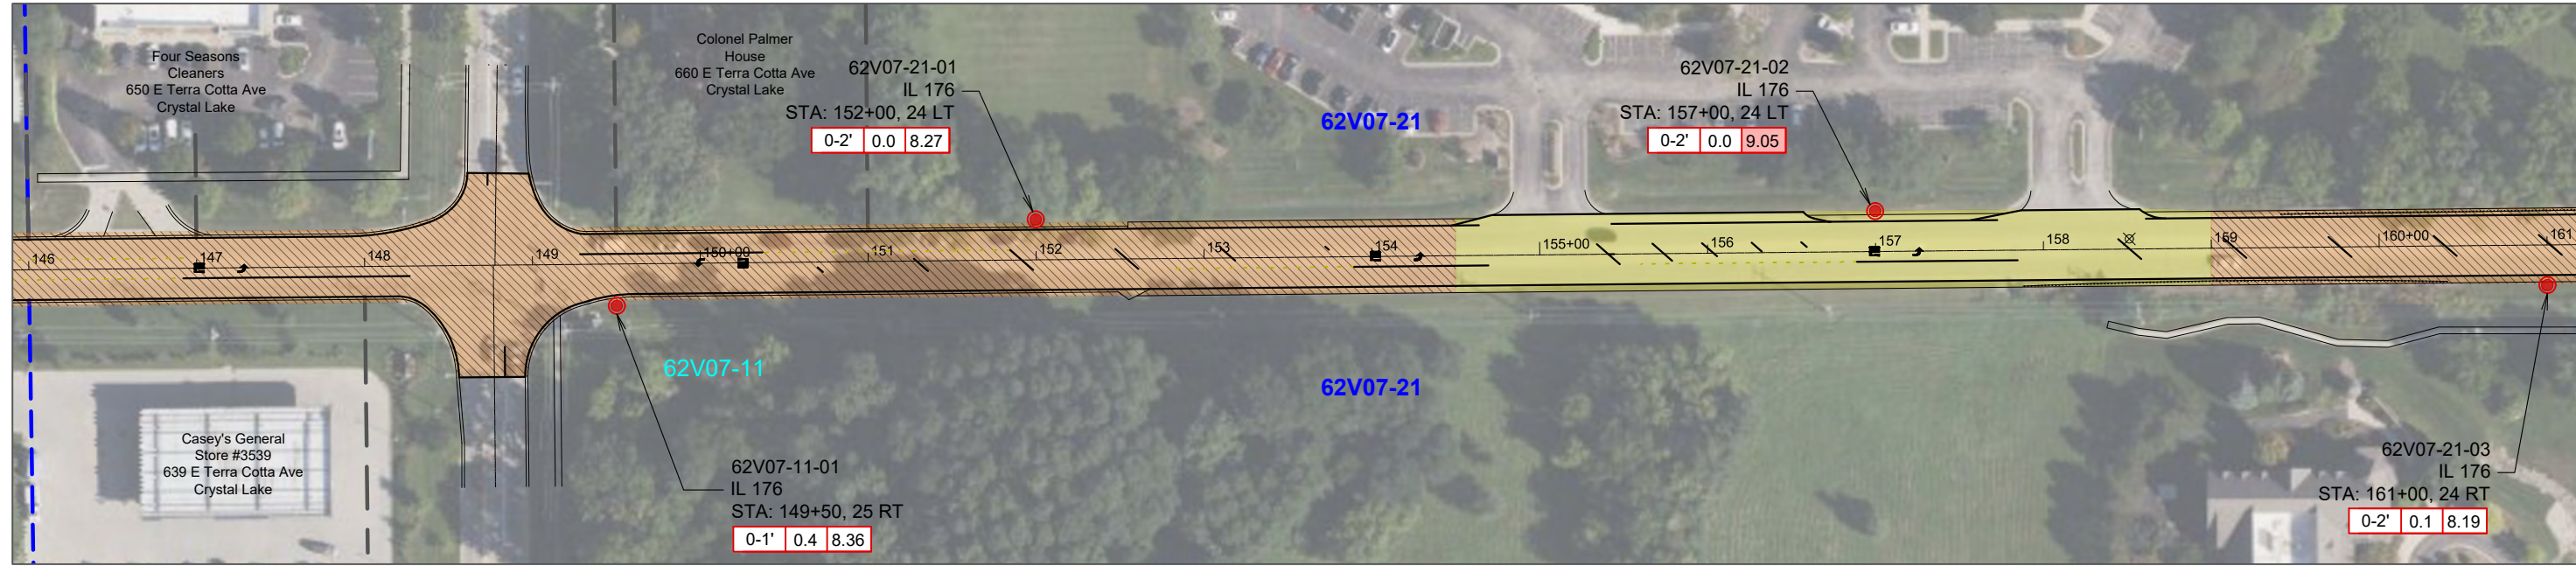 Four Seasons
Cleaners
650 E Terra Cotta Ave
Crystal Lake
Colonel Palmer
House
660 E Terra Cotta Ave
Crystal Lake
62V07-21-01
IL 176
STA: 152+00, 24 LT
0-2' 0.0 8.27
62V07-21
62V07-21-02
IL 176
STA: 157+00, 24 LT
0-2' 0.0 9.05
146 147 148 149 150+00 151 152 153 154 155+00 156 157 158 159 160+00 161
62V07-11
62V07-21
Casey's General
Store #3539
639 E Terra Cotta Ave
Crystal Lake
62V07-11-01
IL 176
STA: 149+50, 25 RT
0-1' 0.4 8.36
62V07-21-03
IL 176
STA: 161+00, 24 RT
0-2' 0.1 8.19